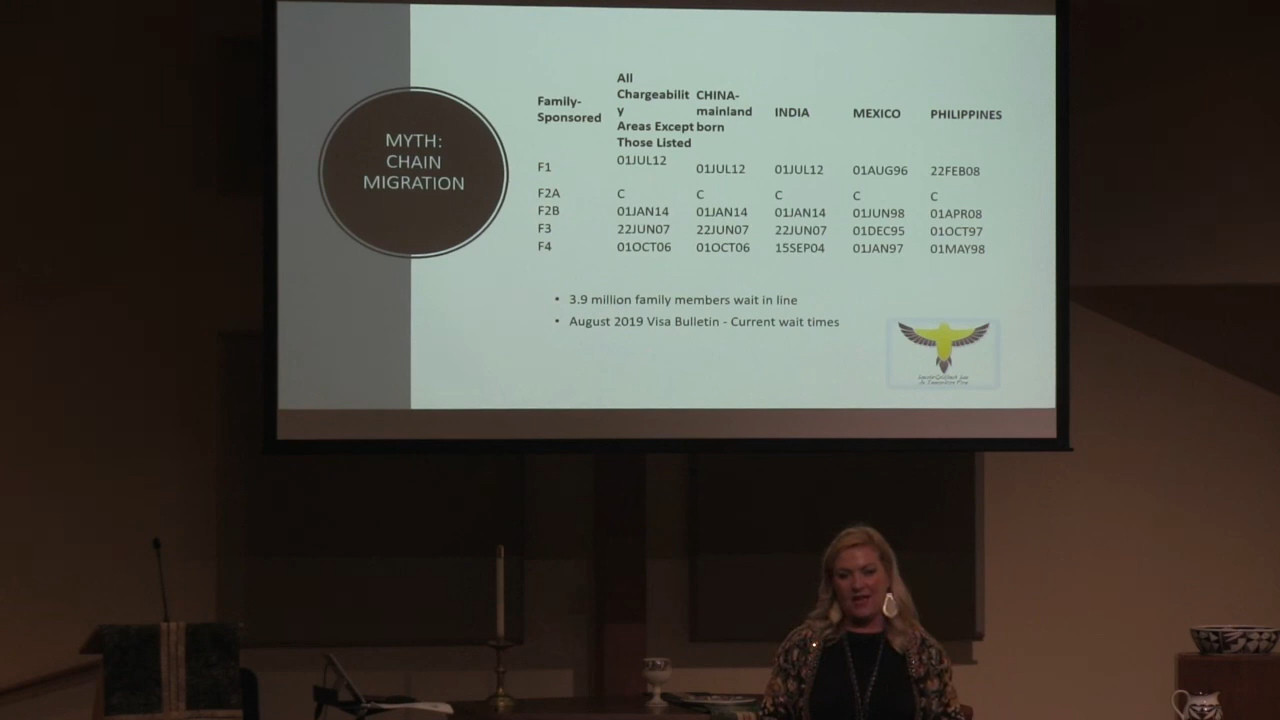 MYTH:
CHAIN
MIGRATION
Family-
Sponsored
All
Chargeabilit
y
Areas Except
Those Listed
CHINA-
mainland
born
INDIA
MEXICO
PHILIPPINES
F1 01JUL12 01JUL12 01JUL12 01AUG96 22FEB08
F2A C C C C C
F2B 01JAN14 01JAN14 01JAN14 01JUN98 01APR08
F3 22JUN07 22JUN07 22JUN07 01DEC95 01OCT97
F4 01OCT06 01OCT06 15SEP04 01JAN97 01MAY98
• 3.9 million family members wait in line
• August 2019 Visa Bulletin - Current wait times